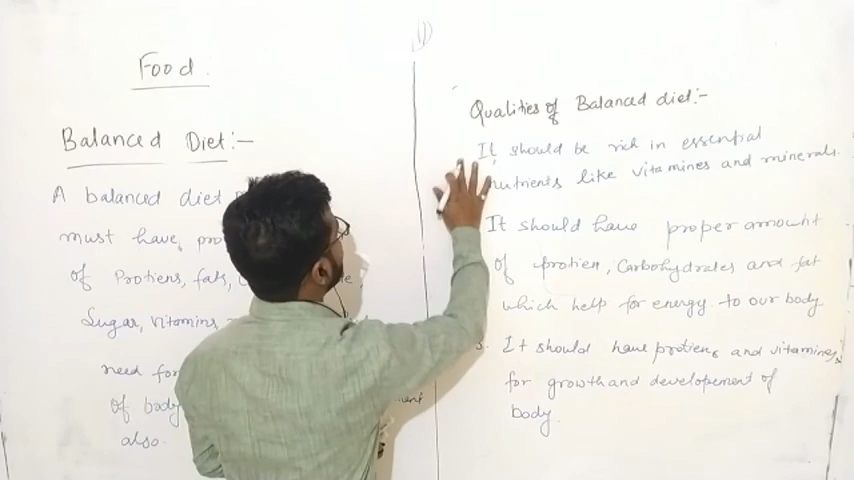 Food
Balanced Diet:-
A balanced diet
must have,
of Protiens, fats,
Sugar, vitamins
need for
of body
also.
Qualities of Balanced diet:-
It should be rich in essential
nutrients like vitamines and minerals.
It should have proper amount
of protien, Carbohydrates and fat
which help for energy to our body
3. It should have protiens and vitamines
for growth and developement of
body.